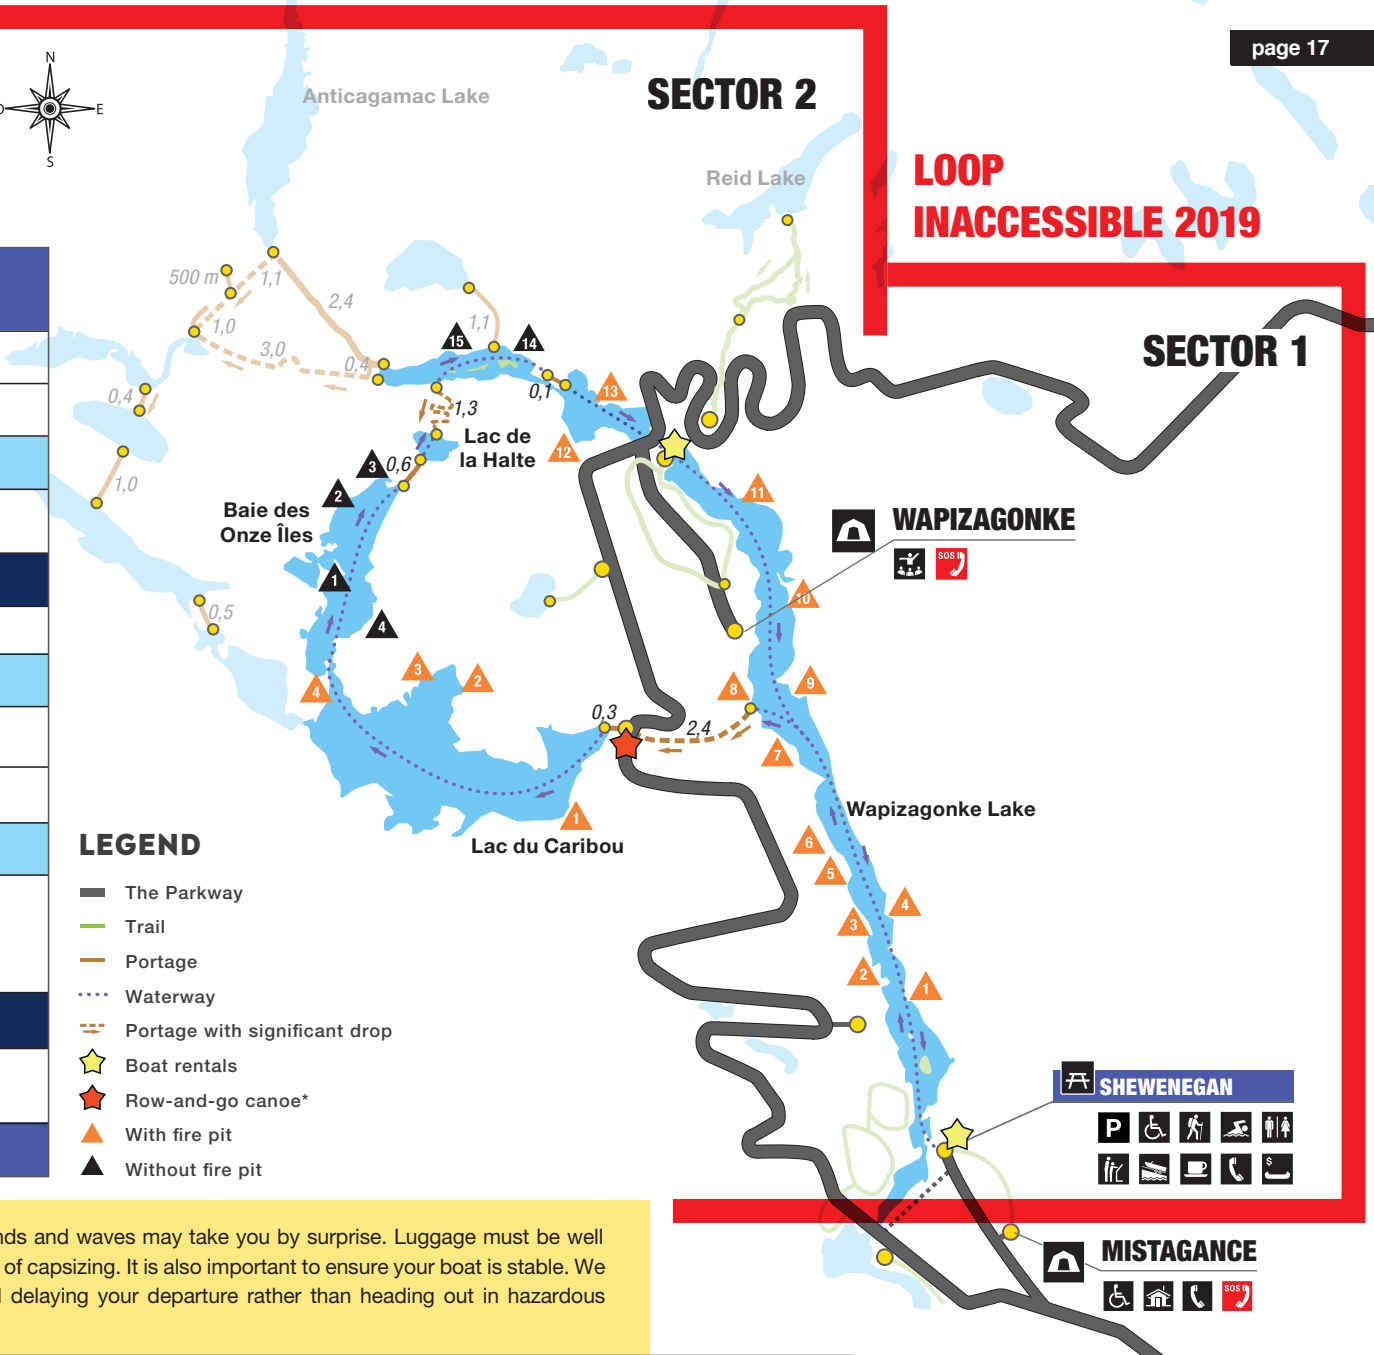 page 17
N
E
S
Anticagamac Lake
SECTOR 2
Reid Lake
LOOP
INACCESSIBLE 2019
SECTOR 1
500 m
1,1
2,4
1,0
3,0
0,4
1,1
15
14
0,1
13
0,4
1,3
Lac de
la Halte
12
3
0,6
2
1,0
Baie des
Onze Îles
11
WAPIZAGONKE
SOS
1
10
0,5
4
3
2
4
8
9
0,3
2,4
7
1
Wapizagonke Lake
Lac du Caribou
6
5
4
3
2
1
LEGEND
The Parkway
Trail
Portage
Waterway
Portage with significant drop
Boat rentals
Row-and-go canoe*
With fire pit
Without fire pit
SHEWENEGAN
P
$
MISTAGANCE
SOS
nds and waves may take you by surprise. Luggage must be well
of capsizing. It is also important to ensure your boat is stable. We
delaying your departure rather than heading out in hazardous